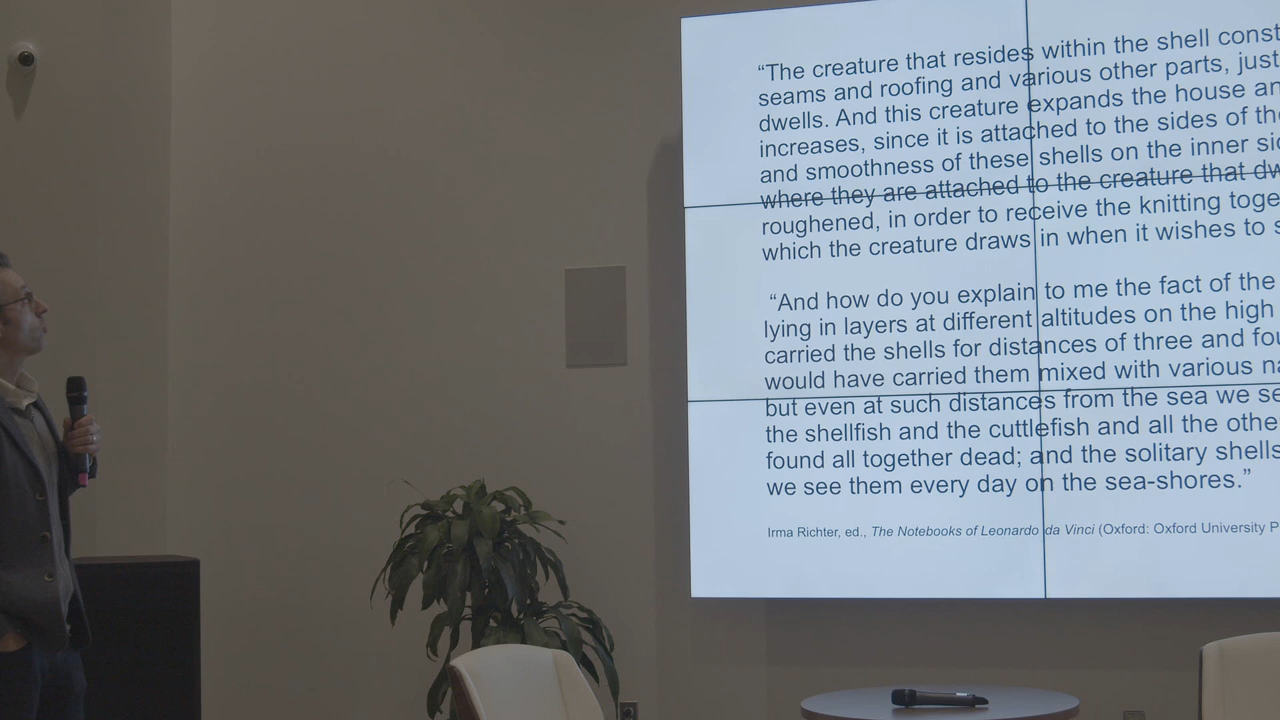 “The creature that resides within the shell const
seams and roofing and various other parts, just
dwells. And this creature expands the house an
increases, since it is attached to the sides of the
and smoothness of these shells on the inner sid
where they are attached to the creature that dw
roughened, in order to receive the knitting toge
which the creature draws in when it wishes to s
“And how do you explain to me the fact of the
lying in layers at different altitudes on the high
carried the shells for distances of three and fou
would have carried them mixed with various na
but even at such distances from the sea we se
the shellfish and the cuttlefish and all the othe
found all together dead; and the solitary shells
we see them every day on the sea-shores.”
Irma Richter, ed., The Notebooks of Leonardo da Vinci (Oxford: Oxford University P